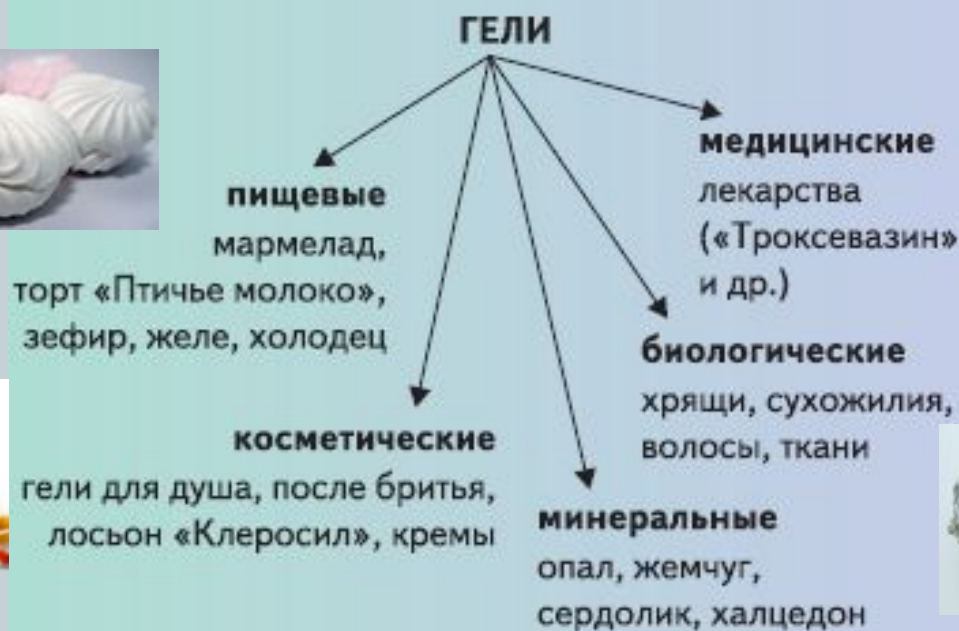 ГЕЛИ
пищевые
мармелад,
торт «Птичье молоко»,
зефир, желе, холодец
медицинские
лекарства
(«Троксевазин»
и др.)
биологические
хрящи, сухожилия,
волосы, ткани
косметические
гели для душа, после бритья,
лосьон «Клеросил», кремы
минеральные
опал, жемчуг,
сердолик, халцедон